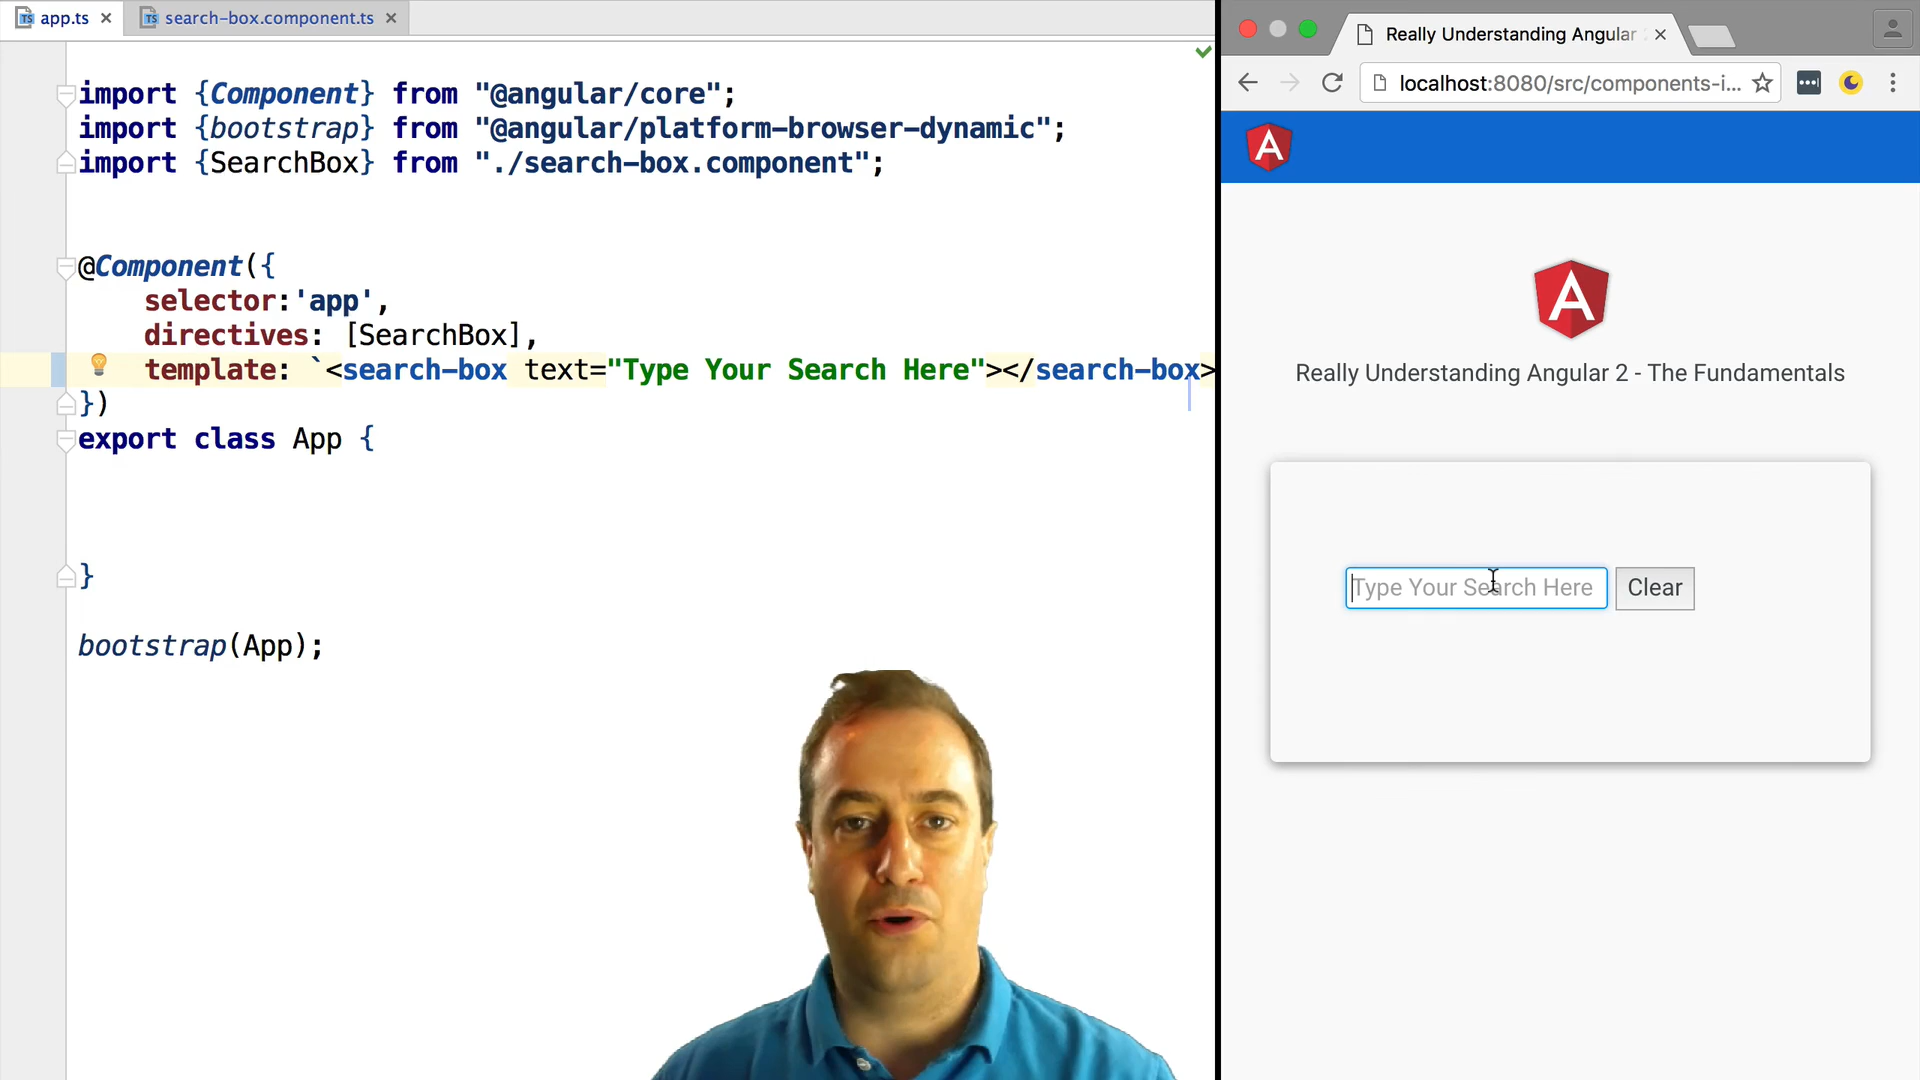 app.ts
search-box.component.ts
import {Component} from "@angular/core";
import {bootstrap} from "@angular/platform-browser-dynamic";
import {SearchBox} from "./search-box.component";
@Component({
selector:'app',
directives: [SearchBox],
template: `<search-box text="Type Your Search Here"></search-box>
})
export class App {
}
bootstrap(App);
Really Understanding Angular
localhost:8080/src/components-i...
Really Understanding Angular 2 - The Fundamentals
Type Your Search Here
Clear